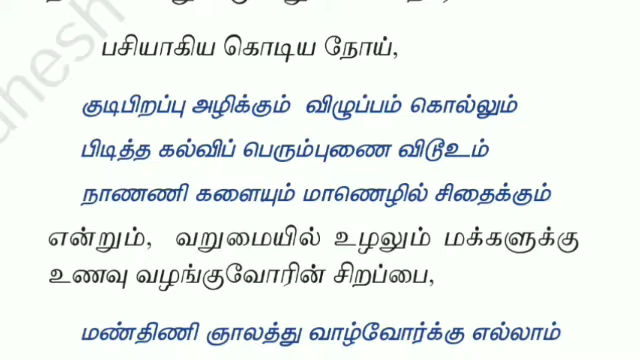 பசியாகிய கொடிய நோய்,
குடிபிறப்பு அழிக்கும் விழுப்பம் கொல்லும்
பிடித்த கல்விப் பெரும்புணை விடூஉம்
நாணணி களையும் மாணெழில் சிதைக்கும்
என்றும், வறுமையில் உழலும் மக்களுக்கு
உணவு வழங்குவோரின் சிறப்பை,
மண்திணி ஞாலத்து வாழ்வோர்க்கு எல்லாம்